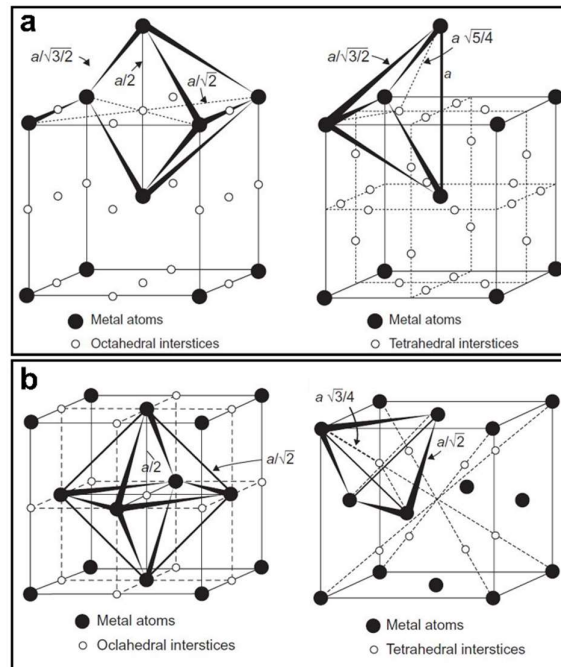 a
a/√3/2
a/2
a/√2
a/√3/2
a √5/4
a
Metal atoms
Octahedral interstices
Metal atoms
Tetrahedral interstices
b
a/2
a/√2
a √3/4
a/√2
Metal atoms
Oclahedral interstices
Metal atoms
Tetrahedral interstices